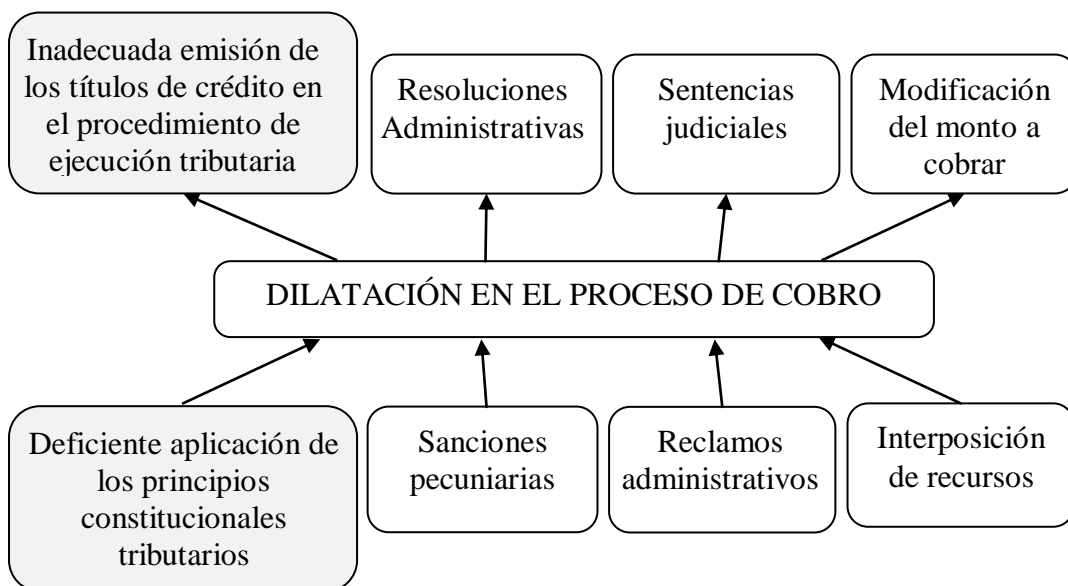 Inadecuada emisión de
los títulos de crédito en
el procedimiento de
ejecución tributaria
Resoluciones
Administrativas
Sentencias
judiciales
Modificación
del monto a
cobrar
DILATACIÓN EN EL PROCESO DE COBRO
Deficiente aplicación de
los principios
constitucionales
tributarios
Sanciones
pecuniarias
Reclamos
administrativos
Interposición
de recursos